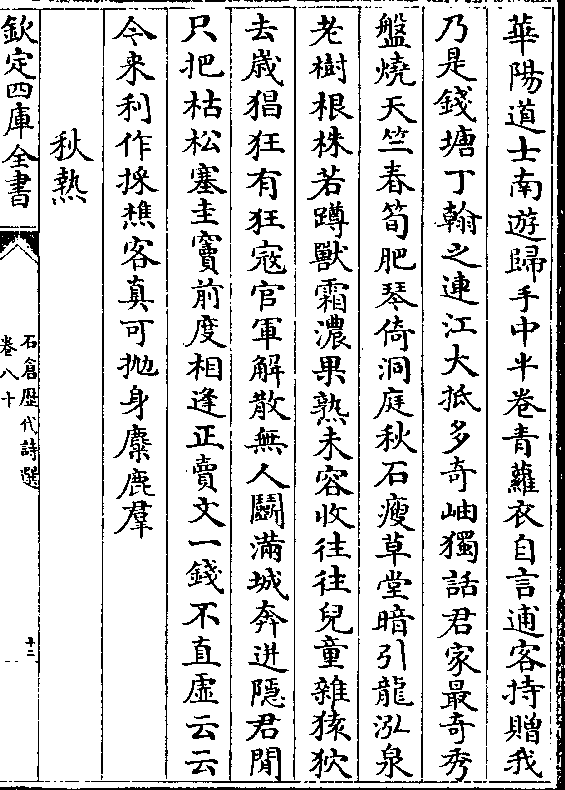 華陽道士南遊歸手中半卷青蘿衣自言逋客持贈我
乃是錢塘丁翰之連江大抵多奇岫獨話君家最奇秀
盤燒天竺春筍肥琴倚洞庭秋石瘦草堂暗引龍泓泉
老樹根株若蹲獸霜濃果熟未容收往往兒童雜猿狖
去歲猖狂有狂寇官軍解散無人鬭滿城奔迸隱君閒
只把枯松塞圭竇前度相逢正賣文一錢不直虛云云
今来利作採樵客真可抛身麋鹿羣
秋熱
欽定四庫全書
石倉歷代詩選
卷八十
十三